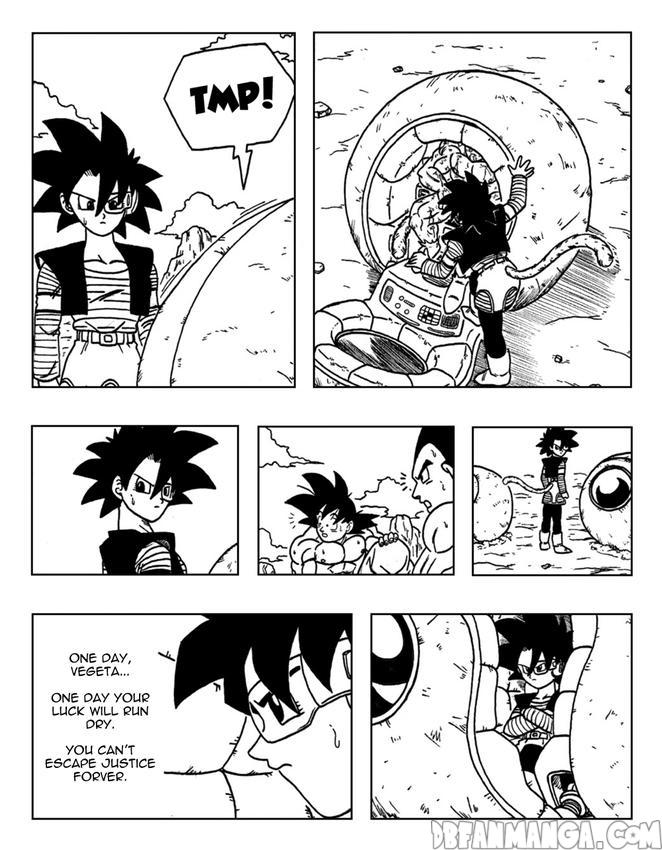 TMP!
ONE DAY,
VEGETA...
ONE DAY YOUR
LUCK WILL RUN
DRY.
YOU CAN'T
ESCAPE JUSTICE
FORVER.
DBFANMANGA.COM